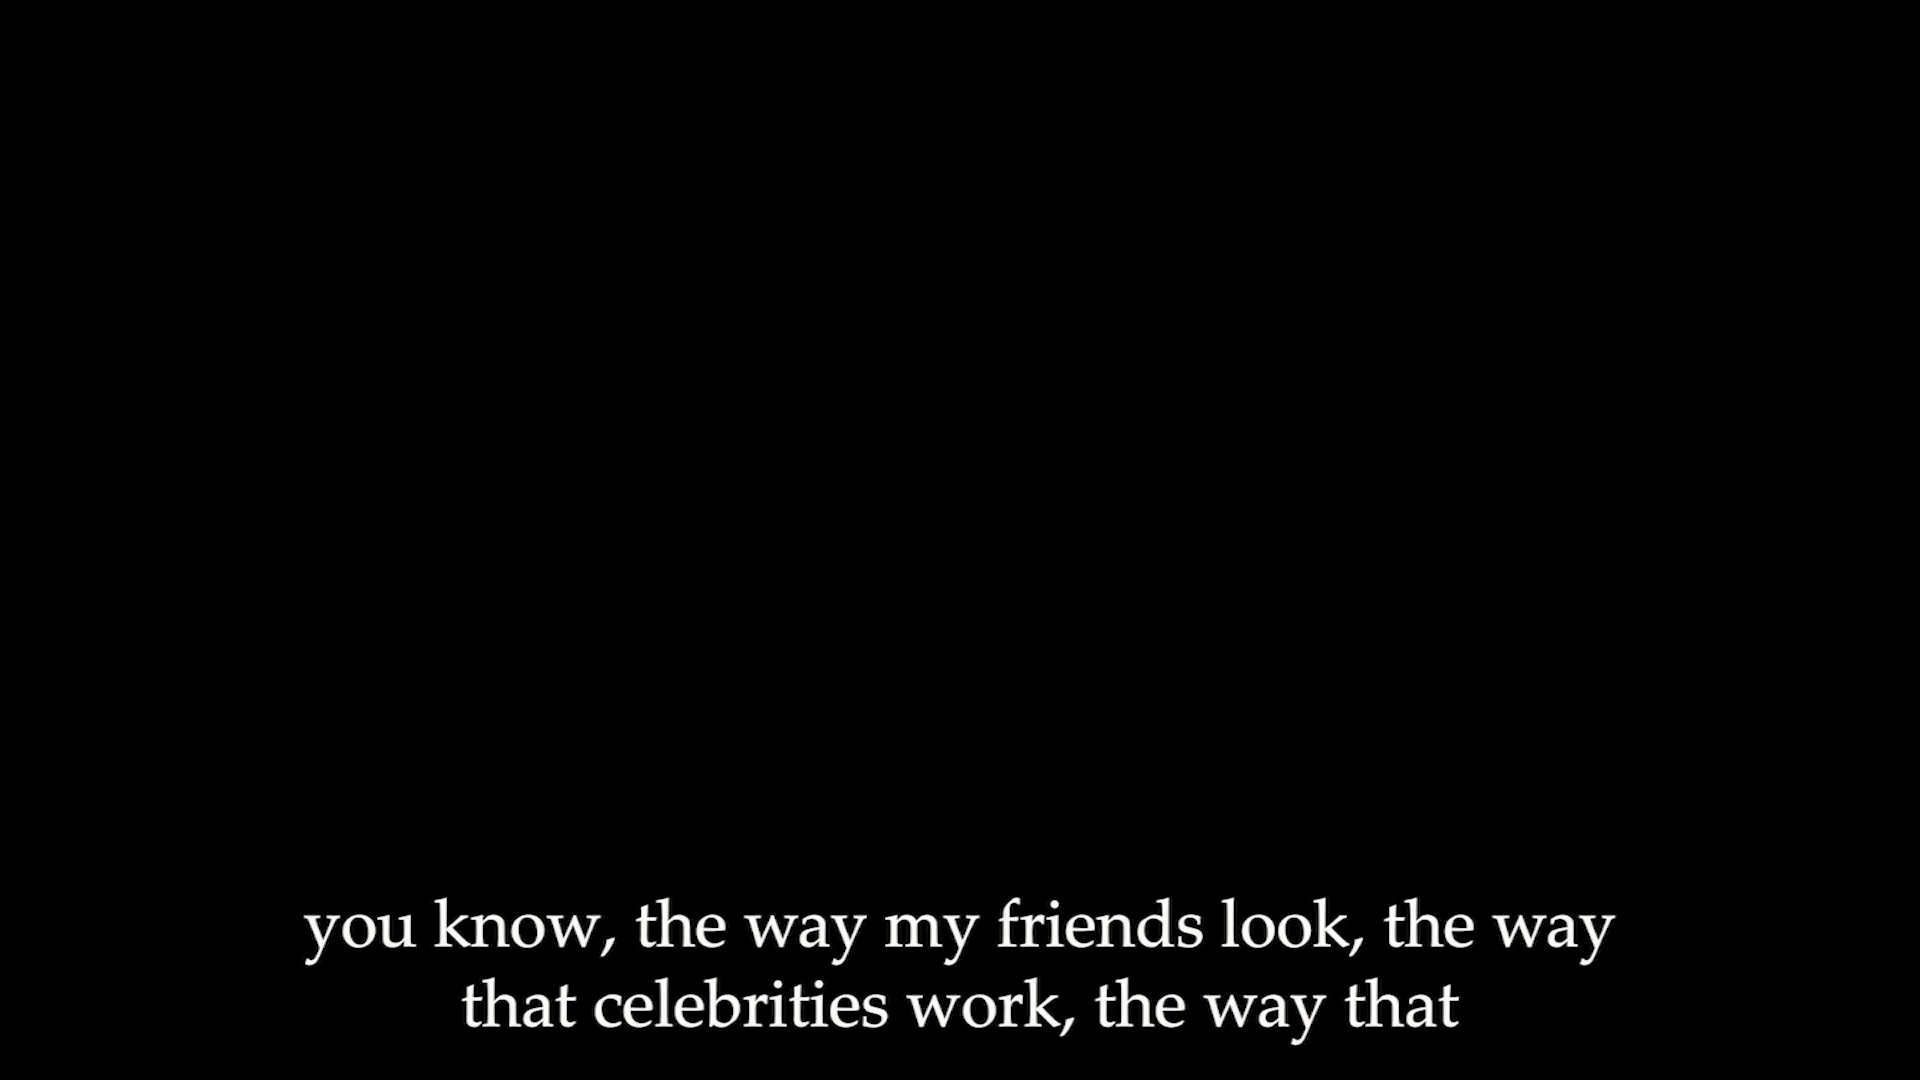 you know, the way my friends look, the way
that celebrities work, the way that